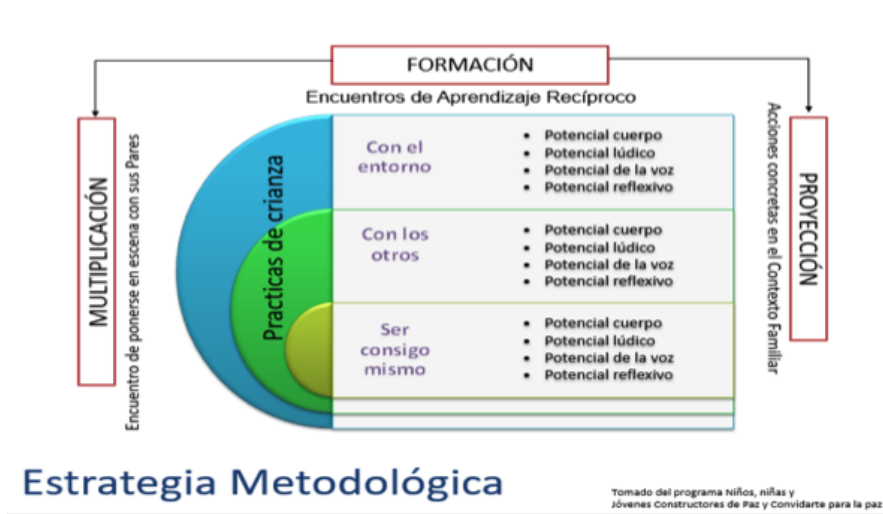 FORMACIÓN
Encuentros de Aprendizaje Recíproco
MULTIPLICACIÓN
Encuentro de ponerse en escena con sus Pares
Practicas de crianza
Con el
entorno
• Potencial cuerpo
• Potencial lúdico
• Potencial de la voz
• Potencial reflexivo
Con los
otros
• Potencial cuerpo
• Potencial lúdico
• Potencial de la voz
• Potencial reflexivo
Ser
consigo
mismo
• Potencial cuerpo
• Potencial lúdico
• Potencial de la voz
• Potencial reflexivo
Acciones concretas en el Contexto Familiar
PROYECCIÓN
Estrategia Metodológica
Tomado del programa Niños, niñas y
Jóvenes Constructores de Paz y Convidarte para la paz